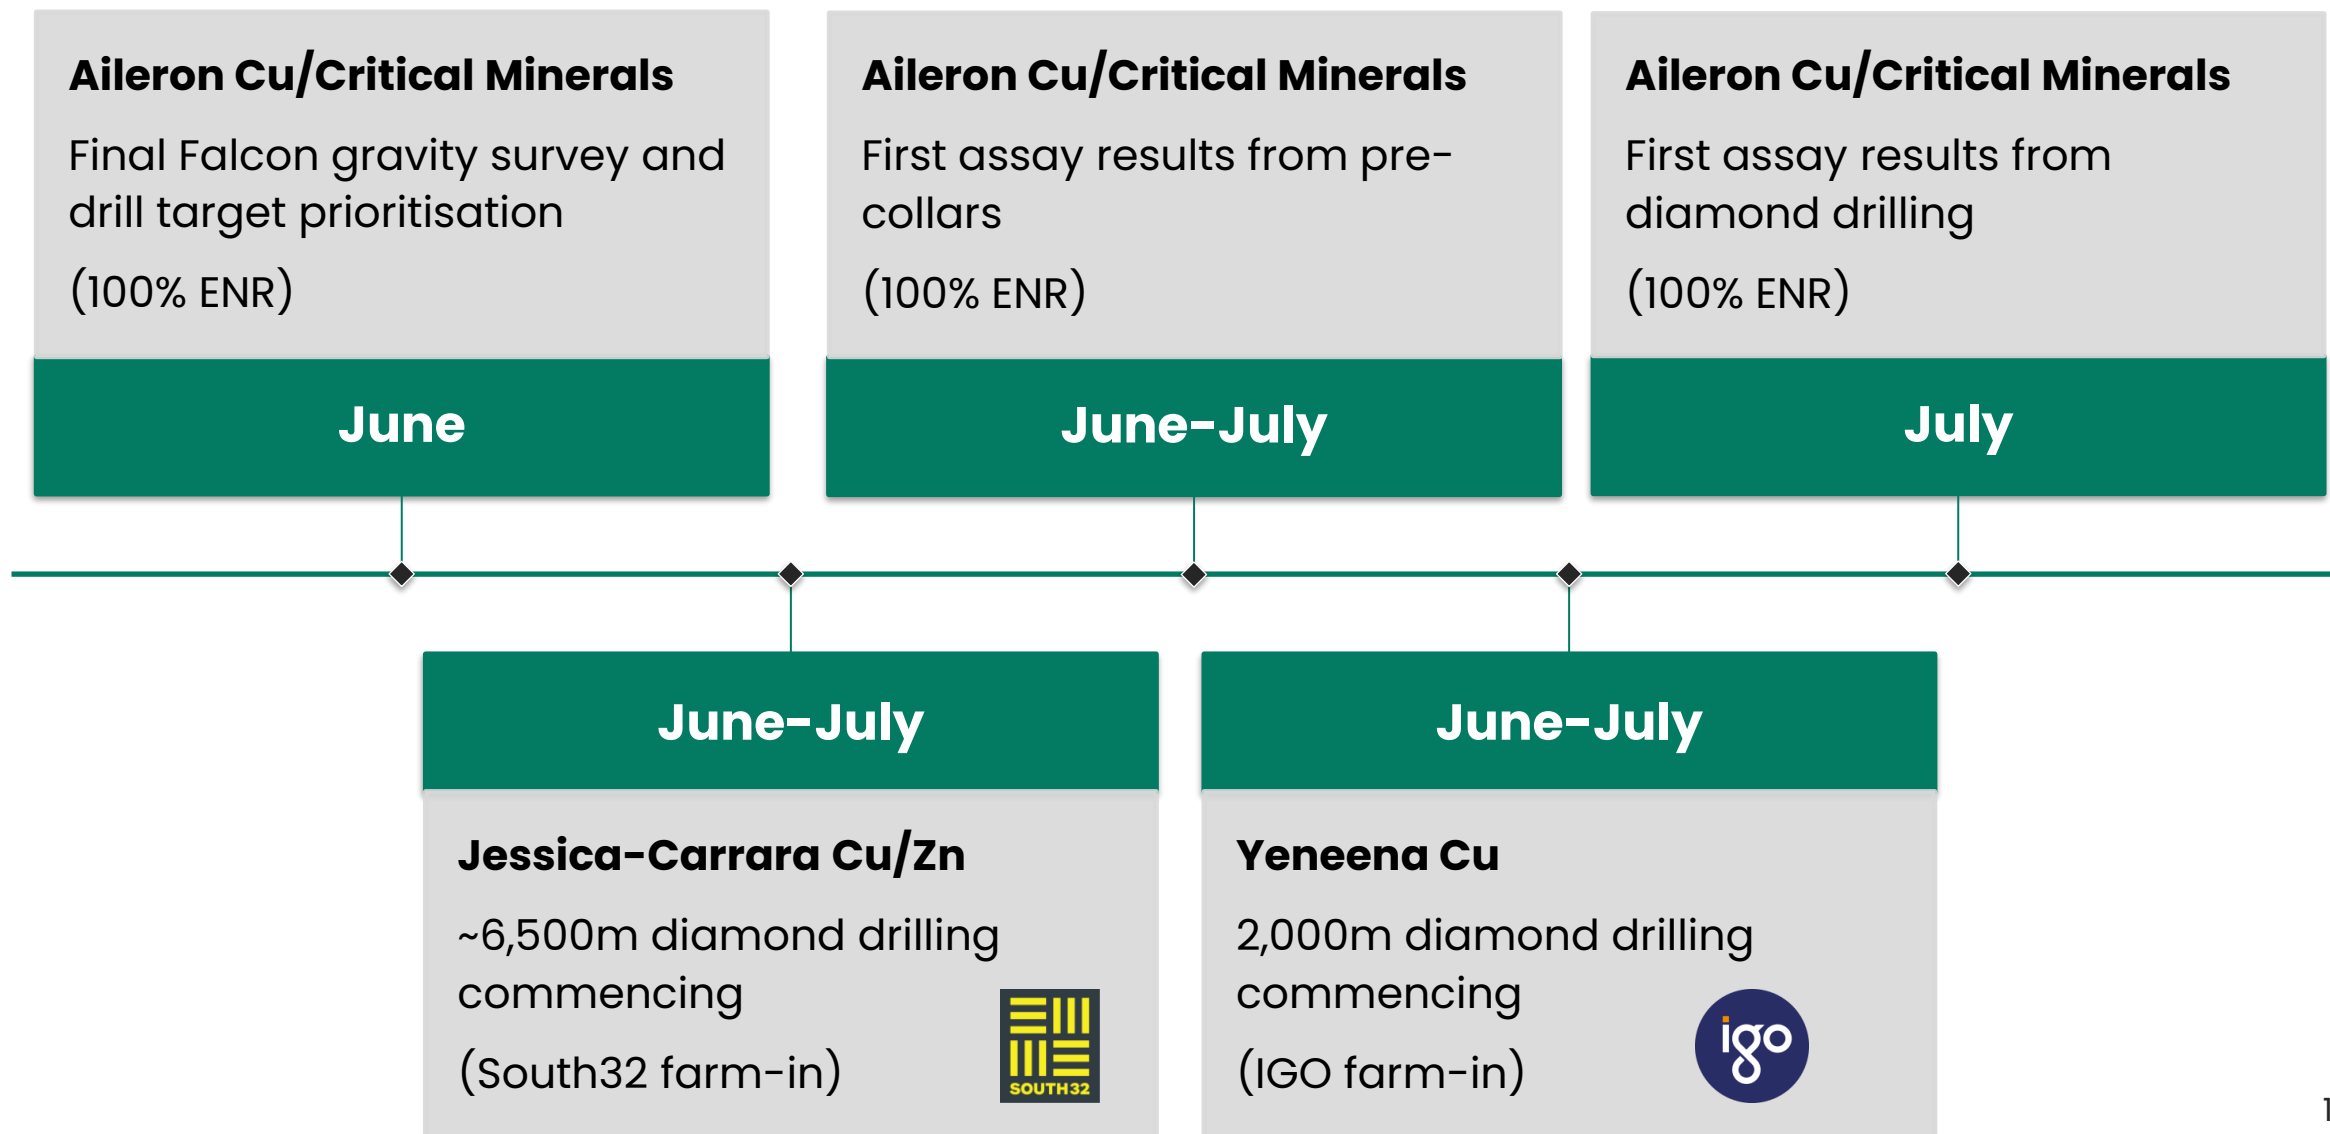 Aileron Cu/Critical Minerals
Final Falcon gravity survey and
drill target prioritisation
(100% ENR)
June
Aileron Cu/Critical Minerals
First assay results from pre-
collars
(100% ENR)
June-July
Aileron Cu/Critical Minerals
First assay results from
diamond drilling
(100% ENR)
July
June-July
Jessica-Carrara Cu/Zn
~6,500m diamond drilling
commencing
(South32 farm-in)
SOUTH32
June-July
Yeneena Cu
2,000m diamond drilling
commencing
(IGO farm-in)
igo
1